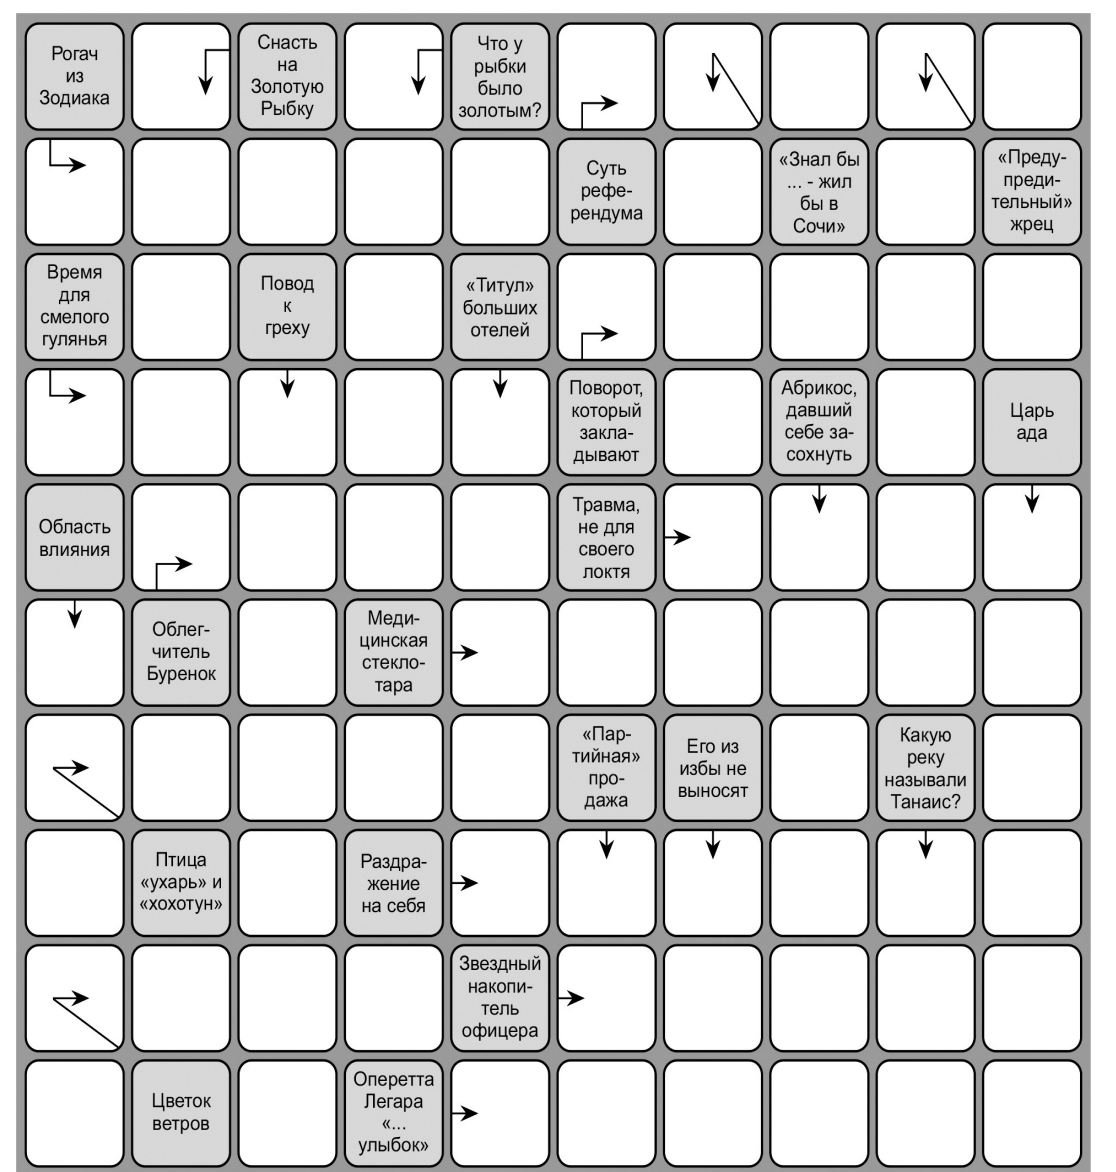 Рогач
из
Зодиака
Снасть
на
Золотую
Рыбку
Что у
рыбки
было
золотым?
Суть
рефе-
рендума
«Знал бы
... - жил
бы в
Сочи»
«Преду-
преди-
тельный»
жрец
Время
для
смелого
гулянья
Повод
к
греху
«Титул»
больших
отелей
Поворот,
который
закла-
дывают
Абрикос,
давший
себе за-
сохнуть
Царь
ада
Область
влияния
Травма,
не для
своего
локтя
Облег-
читель
Буренок
Меди-
цинская
стекло-
тара
«Пар-
тийная»
про-
дажа
Его из
избы не
выносят
Какую
реку
называли
Танаис?
Птица
«ухарь» и
«хохотун»
Раздра-
жение
на себя
Звездный
накопи-
тель
офицера
Цветок
ветров
Оперетта
Легара
«...
улыбок»